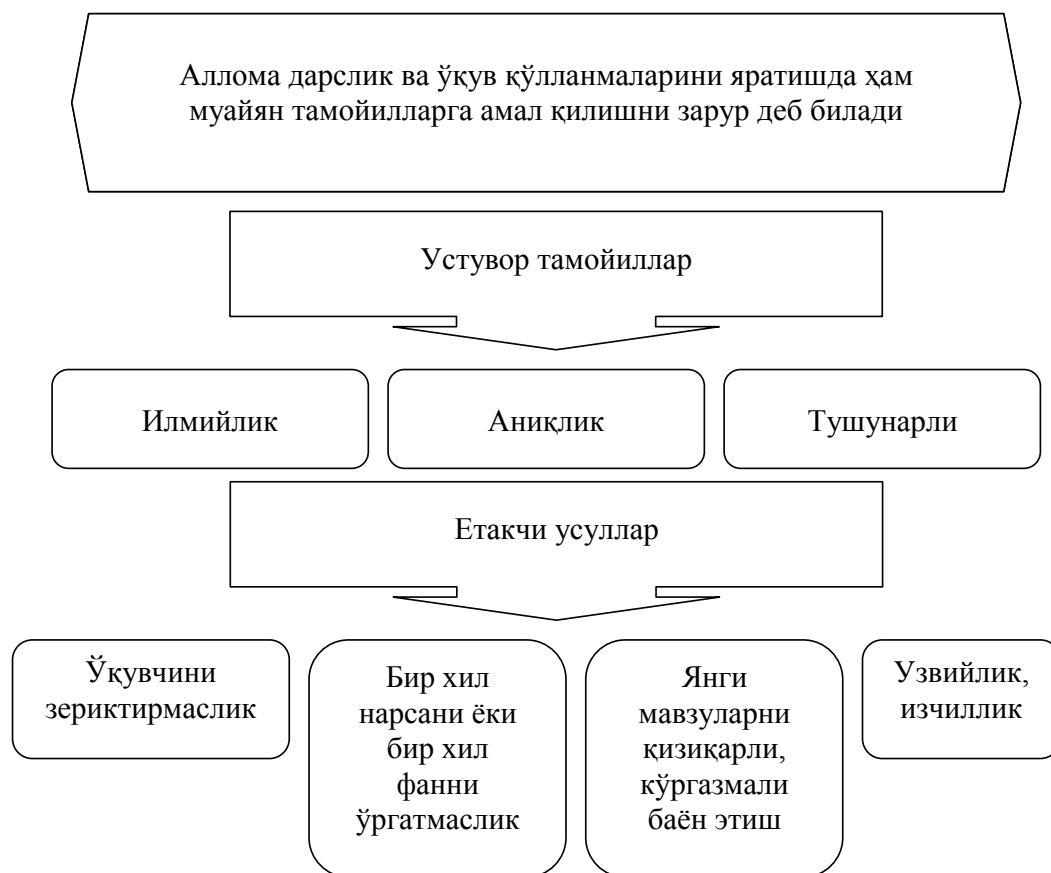 Аллома дарслик ва ўқув қўлланмаларини яратишда ҳам
муайян тамойилларга амал қилишни зарур деб билади
Устувор тамойиллар
Илмийлик
Аниқлик
Тушунарли
Етакчи усуллар
Ўқувчини
зериктирмаслик
Бир хил
нарсани ёки
бир хил
фанни
ўргатмаслик
Янги
мавзуларни
қизиқарли,
кўргазмали
баён этиш
Узвийлик,
изчиллик